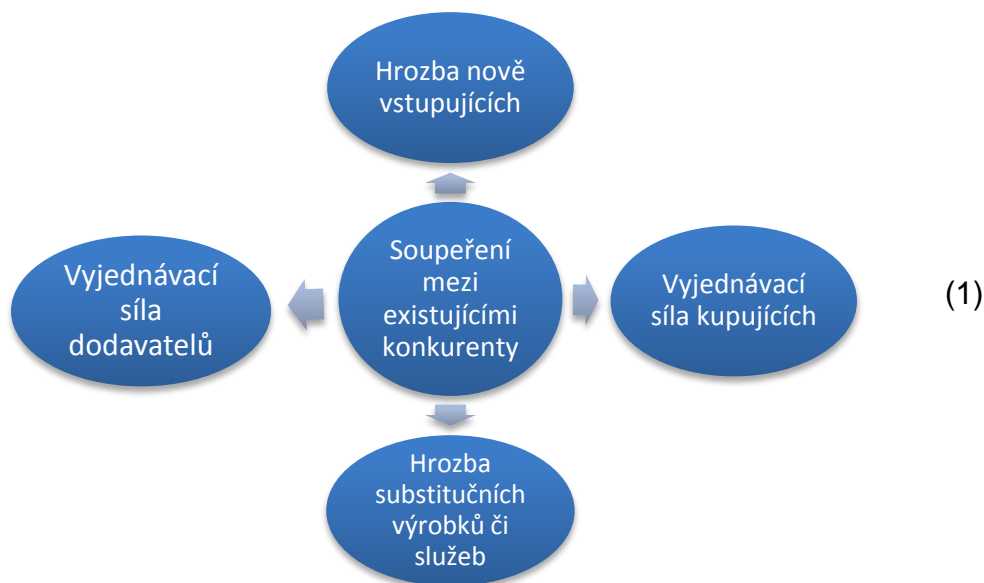 Hrozba nově
vstupujících
Vyjednávací
síla
dodavatelů
Soupeření
mezi
existujícími
konkurenty
Vyjednávací
síla kupujících
(1)
Hrozba
substitučních
výrobků či
služeb